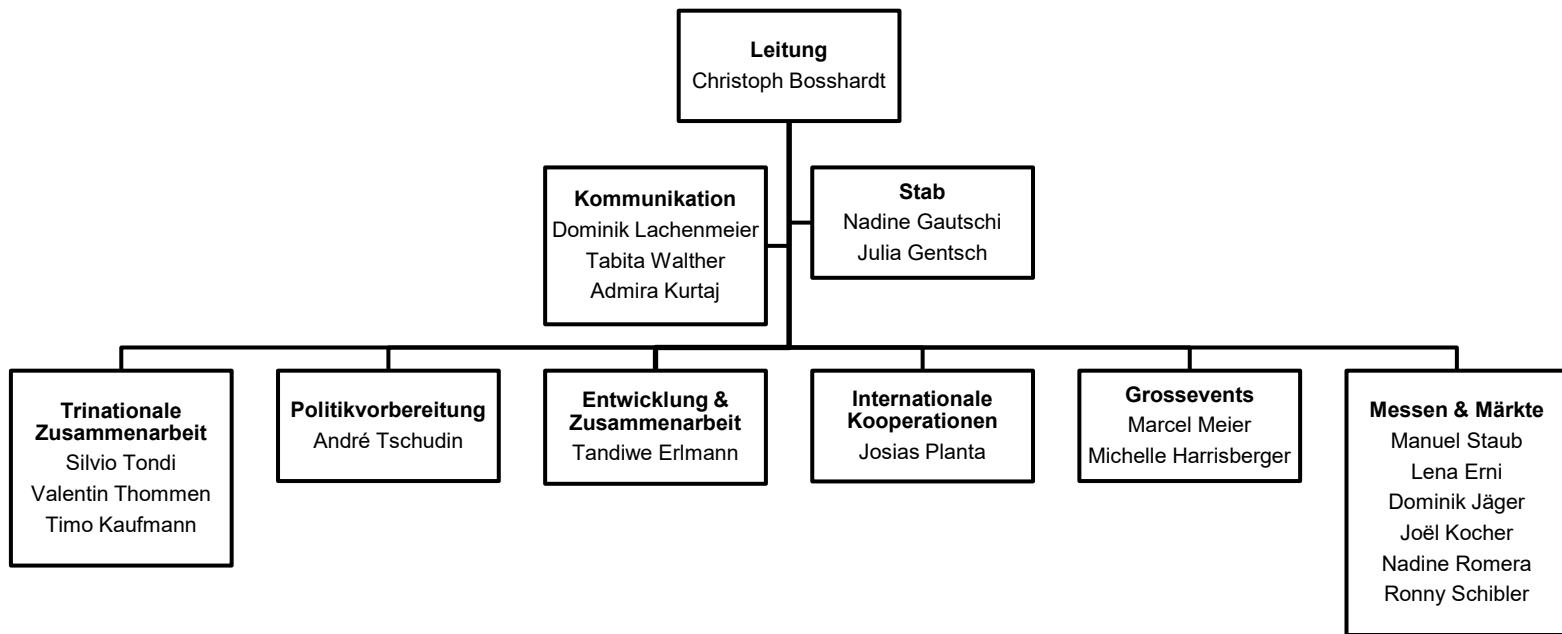 Leitung
Christoph Bosshardt
Kommunikation
Dominik Lachenmeier
Tabita Walther
Admira Kurtaj
Stab
Nadine Gautschi
Julia Gentsch
Trinationale
Zusammenarbeit
Silvio Tondi
Valentin Thommen
Timo Kaufmann
Politikvorbereitung
André Tschudin
Entwicklung &
Zusammenarbeit
Tandiwe Erlmann
Internationale
Kooperationen
Josias Planta
Grossevents
Marcel Meier
Michelle Harrisberger
Messen & Märkte
Manuel Staub
Lena Erni
Dominik Jäger
Joël Kocher
Nadine Romera
Ronny Schibler